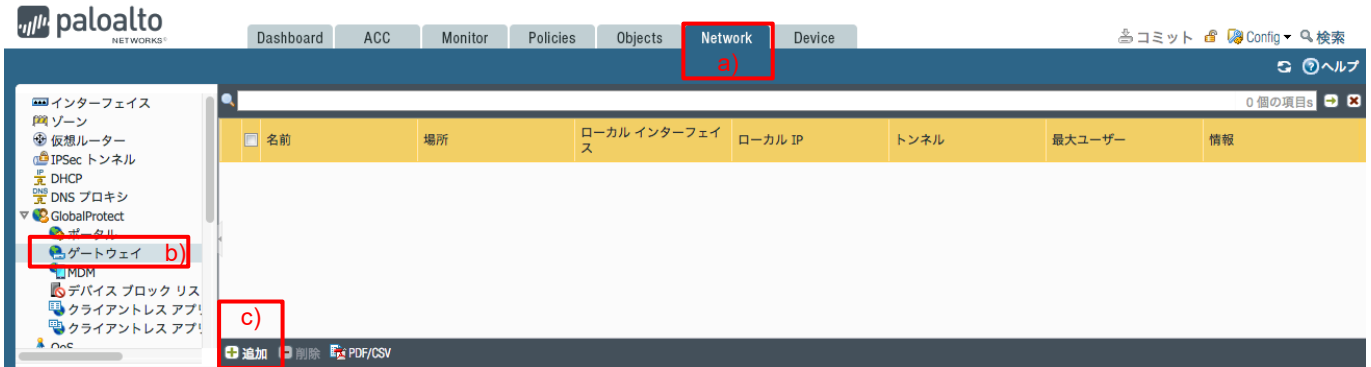 paloalto
NETWORKS®
Dashboard ACC Monitor Policies Objects Network Device
コミット Config 検索
a)
ヘルプ
インターフェイス
ゾーン
仮想ルーター
IPSec トンネル
DHCP
DNS プロキシ
GlobalProtect
ポータル
ゲートウェイ b)
MDM
デバイス ブロック リス
クライアントレス アプリ
クライアントレス アプリ
QoS
0 個の項目s
名前 場所 ローカル インターフェイ ローカル IP トンネル 最大ユーザー 情報
ス
c)
追加 削除 PDF/CSV